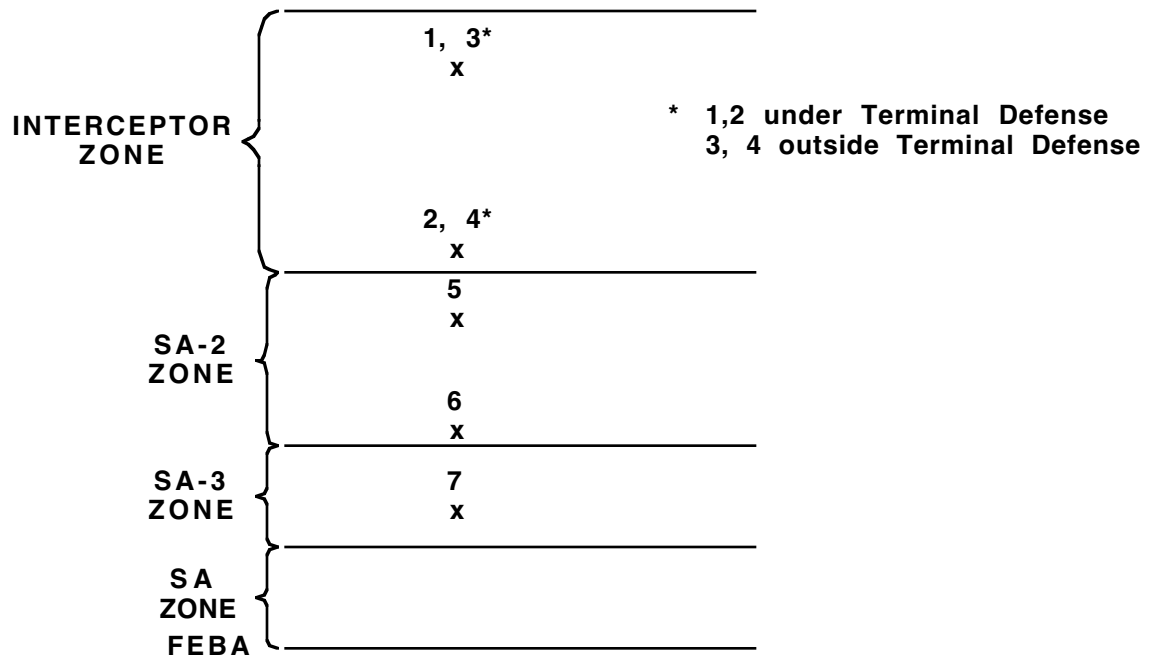 1, 3*
x
* 1,2 under Terminal Defense
3, 4 outside Terminal Defense
INTERCEPTOR
ZONE
2, 4*
x
5
x
SA-2
ZONE
6
x
SA-3
ZONE
7
x
SA
ZONE
FEBA